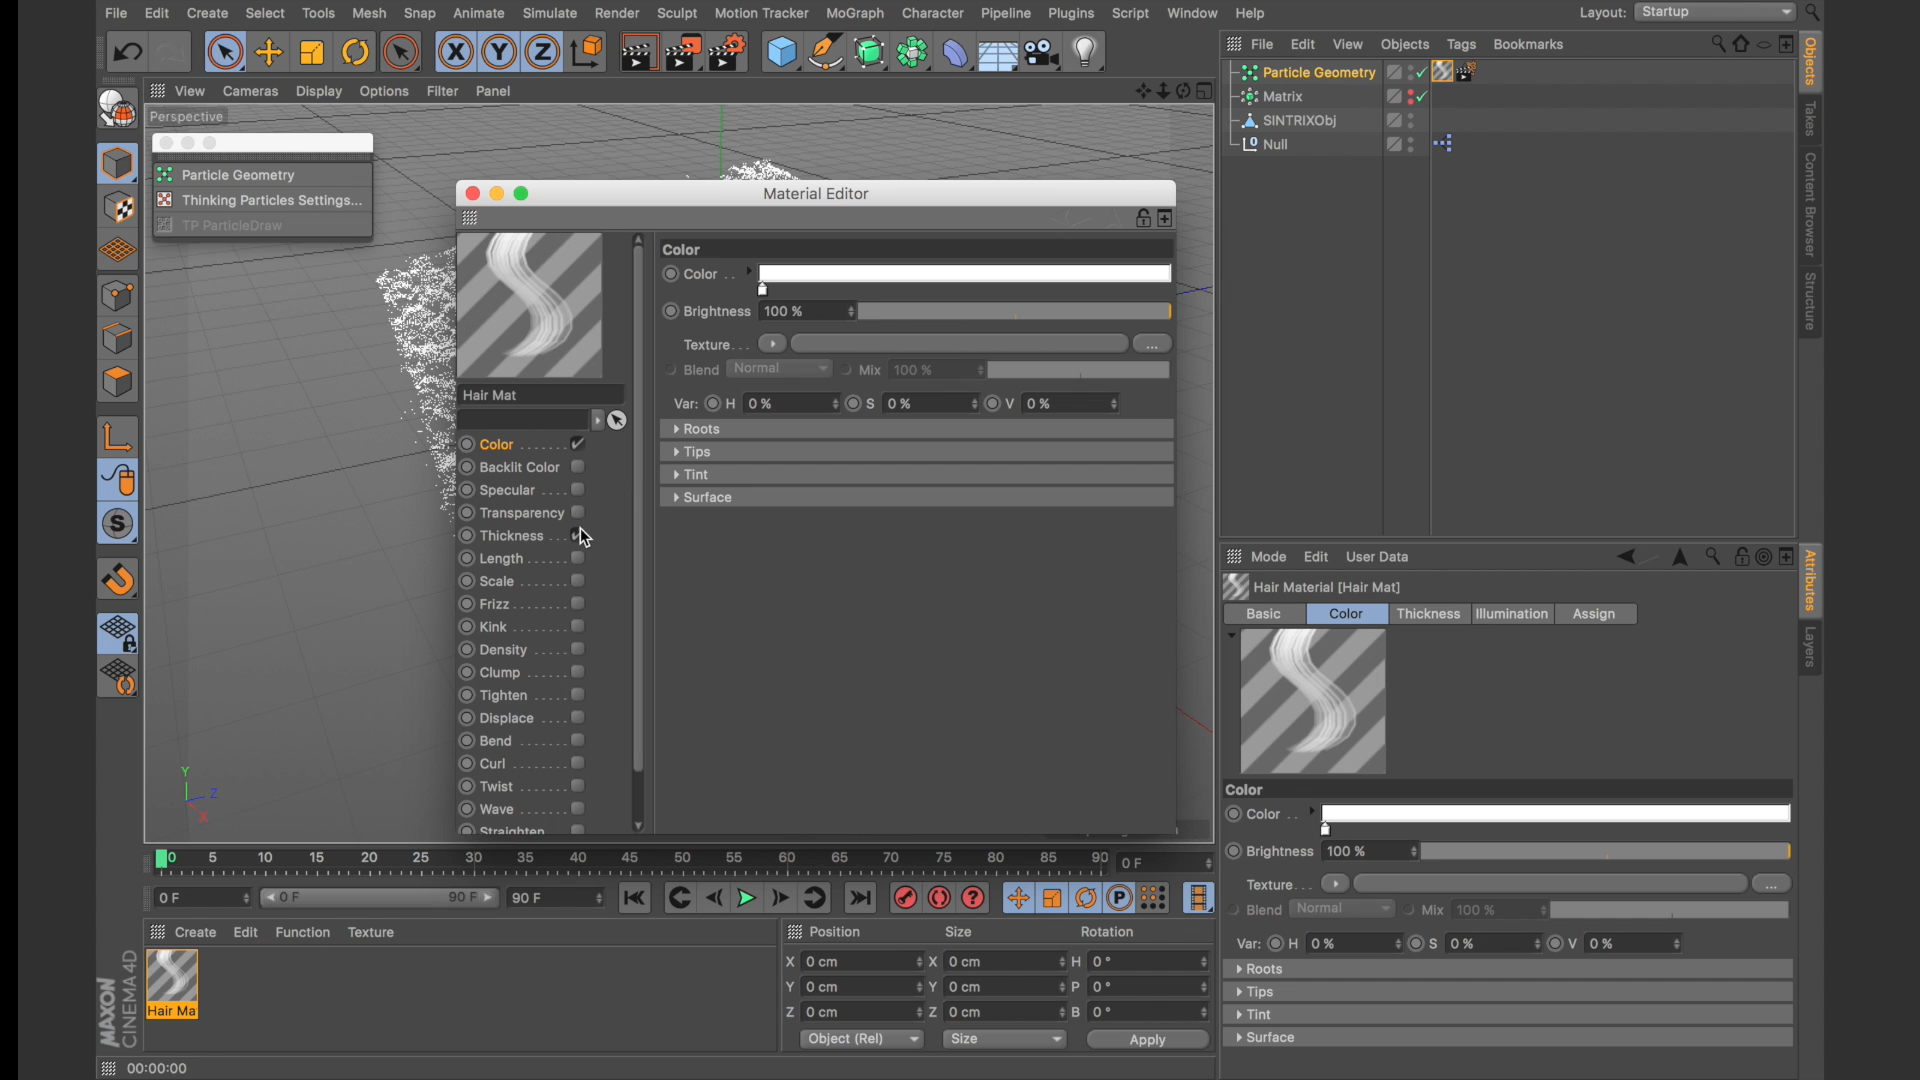 File Edit Create Select Tools Mesh Snap Animate Simulate Render Sculpt Motion Tracker MoGraph Character Pipeline Plugins Script Window Help
Layout: Startup
X Y Z
View Cameras Display Options Filter Panel
Perspective
Particle Geometry
Thinking Particles Settings...
TP ParticleDraw
Material Editor
Hair Mat
Color
Backlit Color
Specular
Transparency
Thickness
Length
Scale
Frizz
Kink
Density
Clump
Tighten
Displace
Bend
Curl
Twist
Wave
Straighten
Color
Color
Brightness 100 %
Texture
Blend Normal Mix 100 %
Var: H 0 % S 0 % V 0 %
Roots
Tips
Tint
Surface
Y
Z
X
0 5 10 15 20 25 30 35 40 45 50 55 60 65 70 75 80 85 90 0 F
0 F 0 F 90 F 90 F
Create Edit Function Texture
Hair Ma
MAXON
CINEMA 4D
Position Size Rotation
X 0 cm X 0 cm H 0 °
Y 0 cm Y 0 cm P 0 °
Z 0 cm Z 0 cm B 0 °
Object (Rel) Size Apply
00:00:00
File Edit View Objects Tags Bookmarks
Particle Geometry
Matrix
SINTRIXObj
Null
Objects
Takes
Content Browser
Structure
Mode Edit User Data
Hair Material [Hair Mat]
Basic Color Thickness Illumination Assign
Color
Color
Brightness 100 %
Texture
Blend Normal Mix 100 %
Var: H 0 % S 0 % V 0 %
Roots
Tips
Tint
Surface
Attributes
Layers